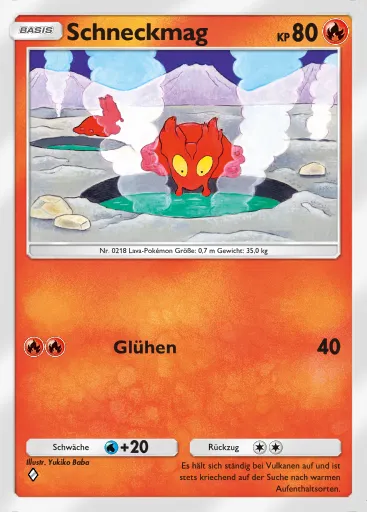 BASIS
Schneckmag
KP 80
Nr. 0218 Lava-Pokémon Größe: 0,7 m Gewicht: 35,0 kg
Glühen 40
Schwäche +20
Rückzug
Illustr. Yukiko Baba
Es hält sich ständig bei Vulkanen auf und ist
stets kriechend auf der Suche nach warmen
Aufenthaltsorten.